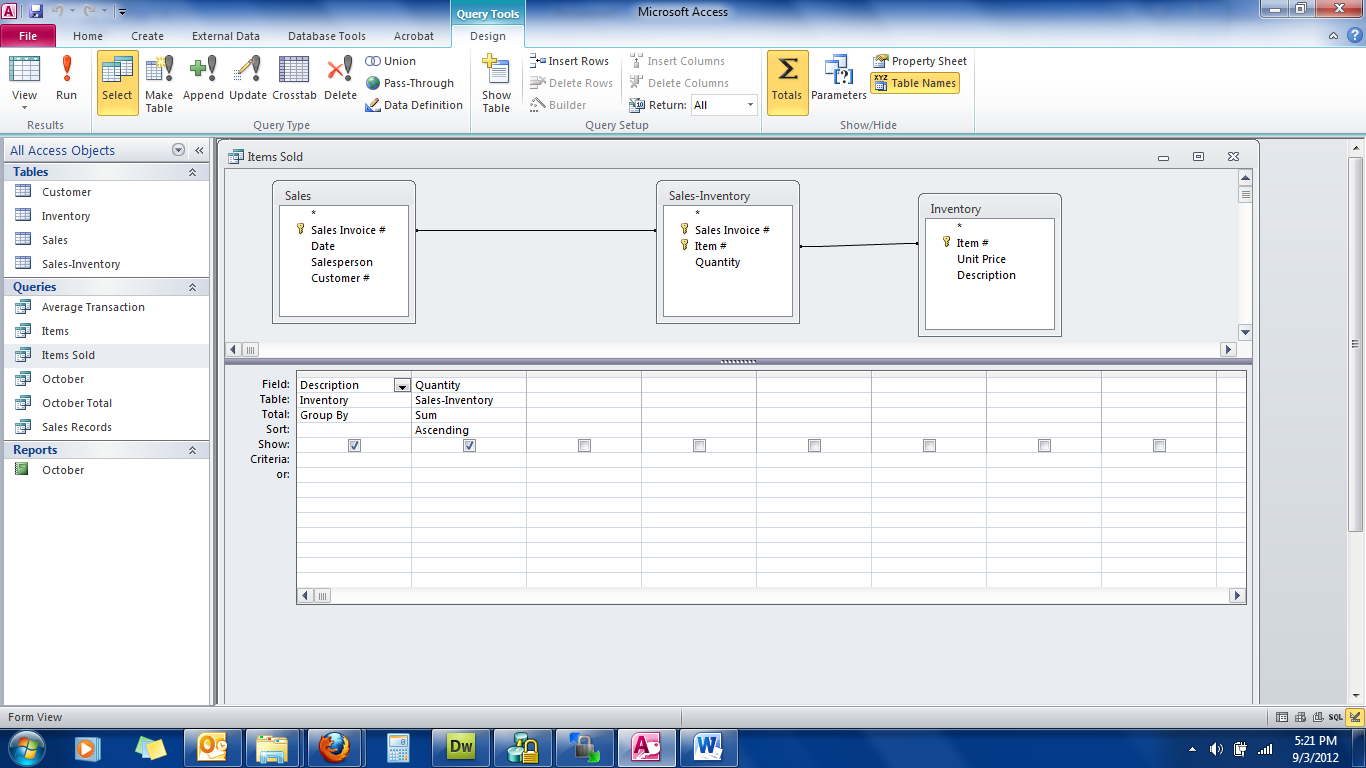 Query Tools
Microsoft Access
File Home Create External Data Database Tools Acrobat Design
View
Run
Select
Make Table
Append
Update
Crosstab
Delete
Union
Pass-Through
Data Definition
Show Table
Insert Rows
Delete Rows
Builder
Insert Columns
Delete Columns
Return: All
Totals
Parameters
Property Sheet
XYZ Table Names
Results
Query Type
Query Setup
Show/Hide
All Access Objects
Tables
Customer
Inventory
Sales
Sales-Inventory
Queries
Average Transaction
Items
Items Sold
October
October Total
Sales Records
Reports
October
Items Sold
Sales
*
Sales Invoice #
Date
Salesperson
Customer #
Sales-Inventory
*
Sales Invoice #
Item #
Quantity
Inventory
*
Item #
Unit Price
Description
Field: Description Quantity
Table: Inventory Sales-Inventory
Total: Group By Sum
Sort: Ascending
Show:
Criteria:
or:
Form View
SQL
Dw
5:21 PM
9/3/2012